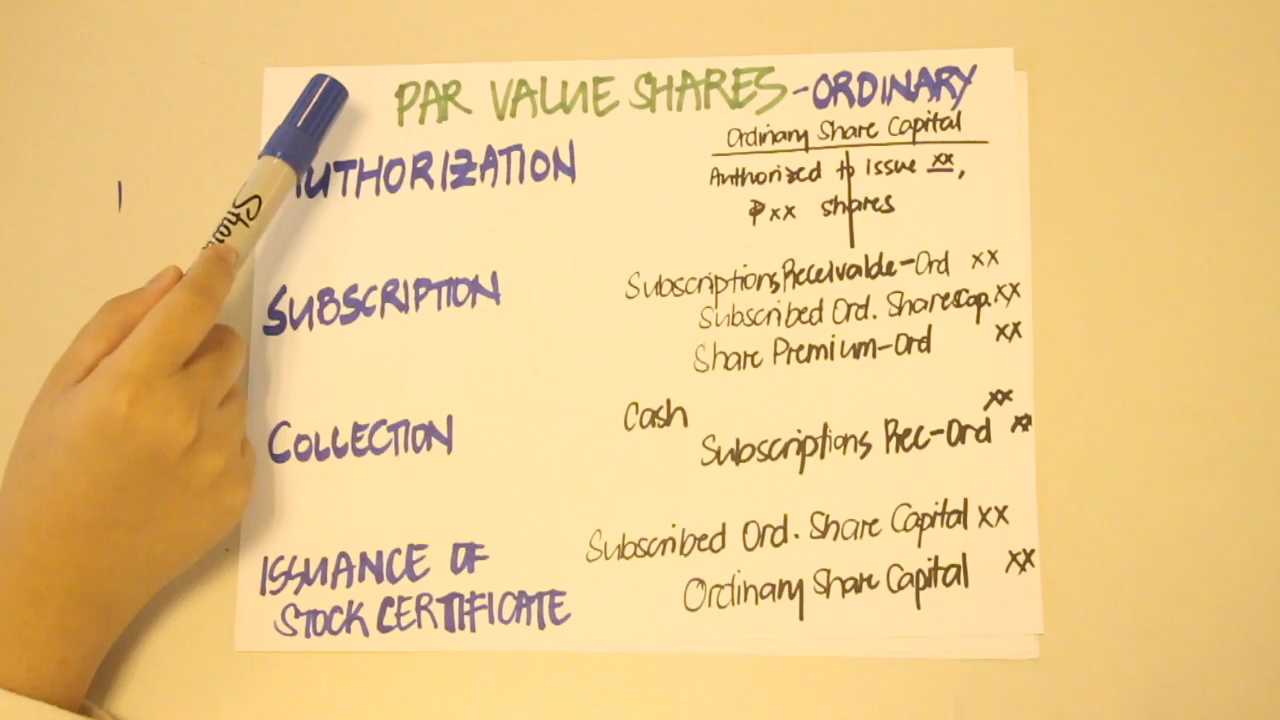 PAR VALUE SHARES-ORDINARY
AUTHORIZATION
Ordinary Share Capital
Authorized to issue xx,
₱xx shares
SUBSCRIPTION
Subscriptions Receivable-Ord xx
Subscribed Ord. Share Cap. xx
Share Premium-Ord xx
COLLECTION
Cash xx
Subscriptions Rec-Ord xx
ISSUANCE OF
STOCK CERTIFICATE
Subscribed Ord. Share Capital xx
Ordinary Share Capital xx
Shar